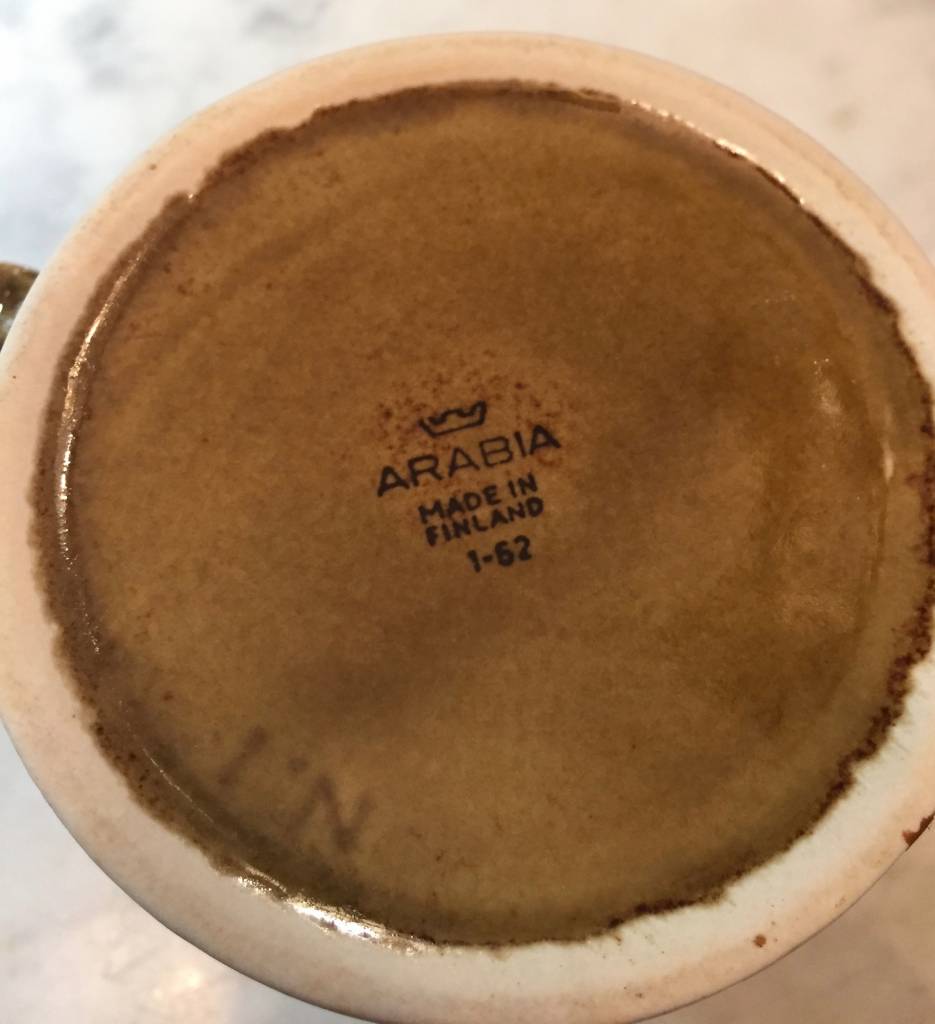 ARABIA
MADE IN
FINLAND
1-62
I.N